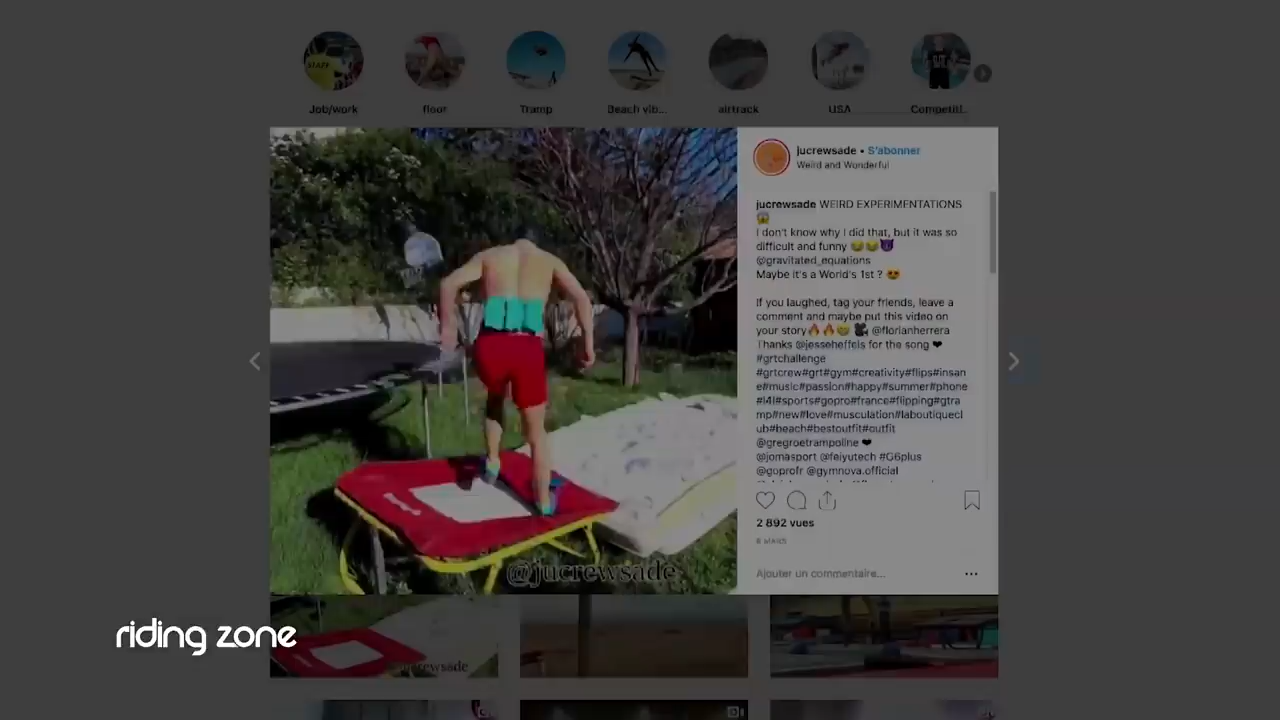 STAFF
Job/work
floor
Tramp
Beach vib...
airtrack
USA
Competiti...
jucrewsade • S'abonner
Weird and Wonderful
jucrewsade WEIRD EXPERIMENTATIONS
😱
I don't know why I did that, but it was so
difficult and funny 😂😂😈
@gravitated_equations
Maybe it's a World's 1st ? 😍
If you laughed, tag your friends, leave a
comment and maybe put this video on
your story🔥🔥😁 🎥 @florianherrera
Thanks @jesseheffels for the song ❤
#grtchallenge
#grtcrew#grt#gym#creativity#flips#insan
e#music#passion#happy#summer#phone
#l4l#sports#gopro#france#flipping#gtra
mp#new#love#musculation#laboutiquecl
ub#beach#bestoutfit#outfit
@gregroetrampoline ❤
@jomasport @feiyutech #G6plus
@goprofr @gymnova.official
2 892 vues
8 MARS
Ajouter un commentaire...
@jucrewsade
riding zone
jucrewsade